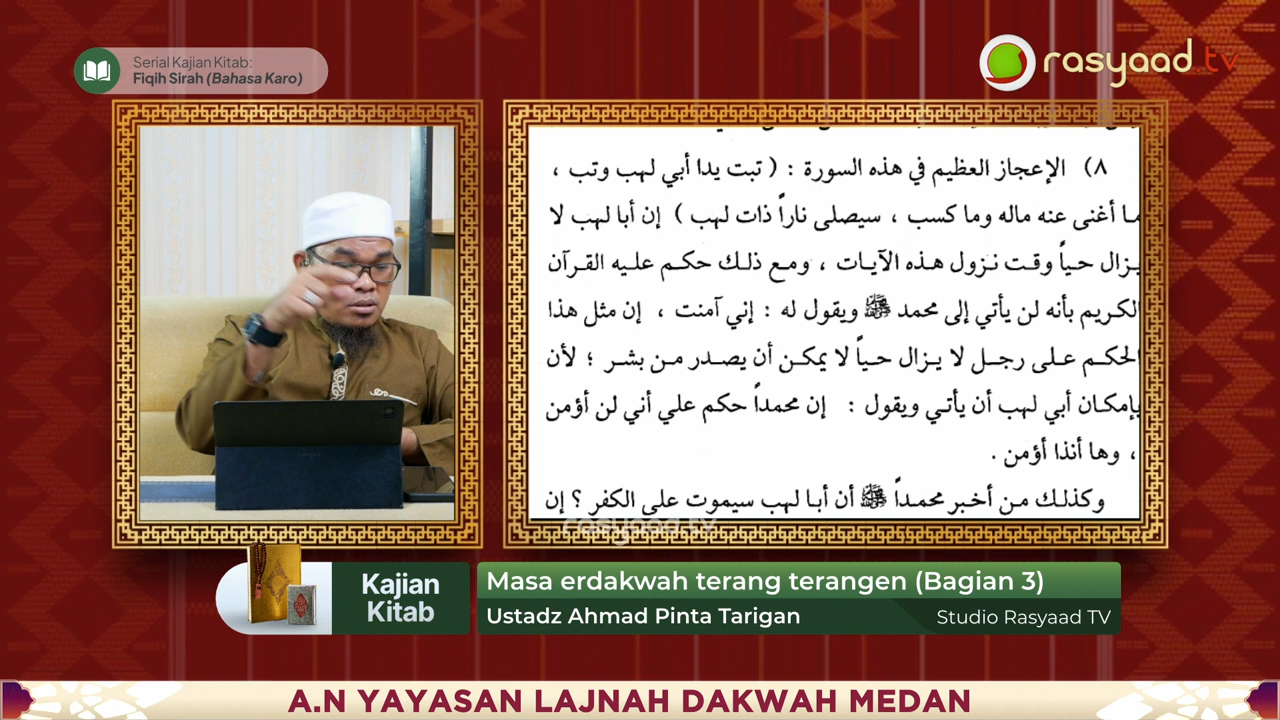 Serial Kajian Kitab:
Fiqih Sirah (Bahasa Karo)
rasyaad.tv
٨) الإعجاز العظيم في هذه السورة : ( تبت يدا أبي لهب وتب ،
ما أغنى عنه ماله وما كسب ، سيصلى ناراً ذات لهب ) إن أبا لهب لا
يزال حياً وقت نزول هذه الآيات ، ومع ذلك حكم عليه القرآن
الكريم بأنه لن يأتي إلى محمد ﷺ ويقول له : إني آمنت ، إن مثل هذا
الحكم على رجل لا يزال حياً لا يمكن أن يصدر من بشر ؛ لأن
بإمكان أبي لهب أن يأتي ويقول : إن محمداً حكم علي أني لن أؤمن
، وها أنذا أؤمن .
وكذلك من أخبر محمداً ﷺ أن أبا لهب سيموت على الكفر ؟ إن
rasyaad.tv
Kajian
Kitab
Masa erdakwah terang terangen (Bagian 3)
Ustadz Ahmad Pinta Tarigan
Studio Rasyaad TV
A.N YAYASAN LAJNAH DAKWAH MEDAN